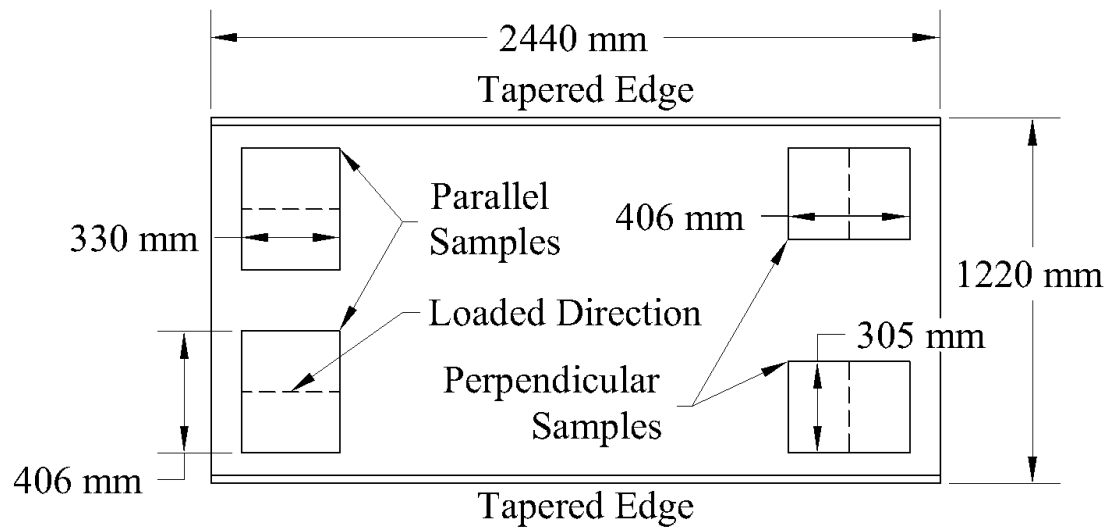 2440 mm
Tapered Edge
Parallel
Samples
406 mm
330 mm
1220 mm
Loaded Direction
305 mm
Perpendicular
Samples
406 mm
Tapered Edge